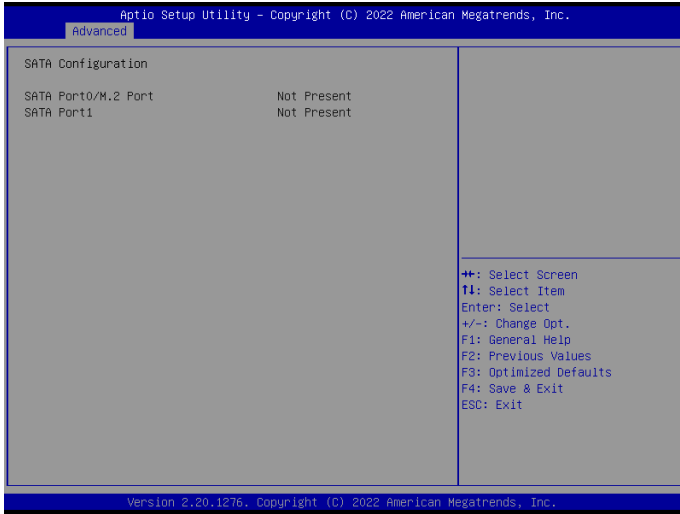 Aptio Setup Utility – Copyright (C) 2022 American Megatrends, Inc.
Advanced
SATA Configuration
SATA Port0/M.2 Port Not Present
SATA Port1 Not Present
→←: Select Screen
↑↓: Select Item
Enter: Select
+/-: Change Opt.
F1: General Help
F2: Previous Values
F3: Optimized Defaults
F4: Save & Exit
ESC: Exit
Version 2.20.1276. Copyright (C) 2022 American Megatrends, Inc.